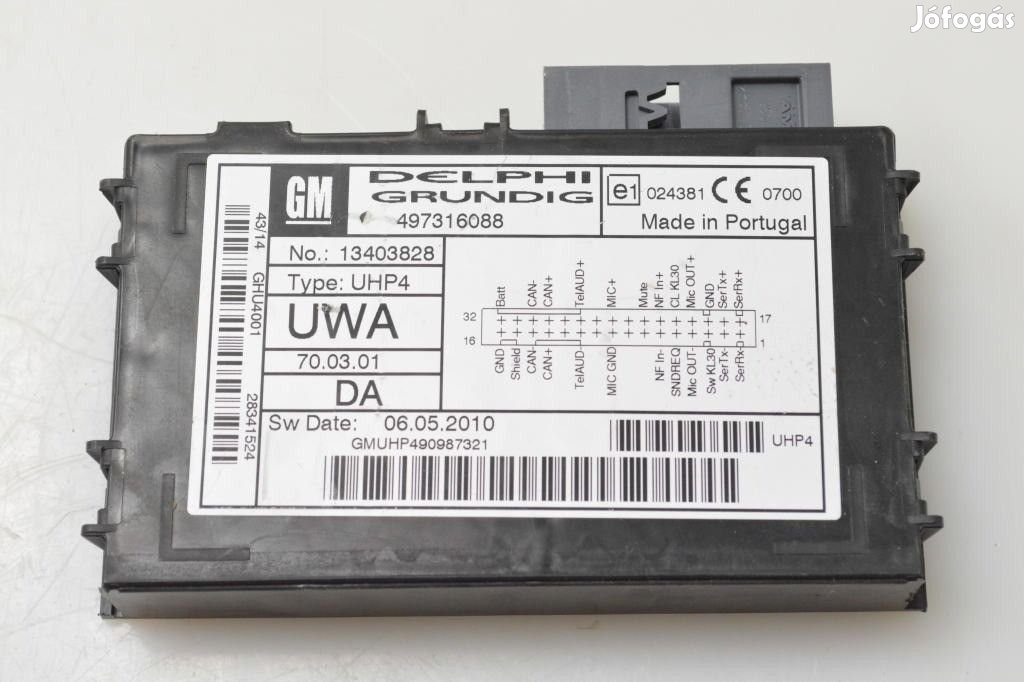 Jófogás
GM
DELPHI
GRUNDIG
497316088
e1 024381 CE 0700
Made in Portugal
No.: 13403828
Type: UHP4
UWA
70.03.01
DA
Sw Date: 06.05.2010
GMUHP490987321
UHP4
43/14 GHU4001 28341524
Batt CAN- CAN+ TelAUD+ MIC+ Mute NF In+ CL KL30 Mic OUT+ GND SerTx+ SerRx+
32 17
16 1
GND Shield CAN- CAN+ TelAUD- MIC GND NF In- SNDREQ Mic OUT- Sw KL30 SerTx- SerRx-